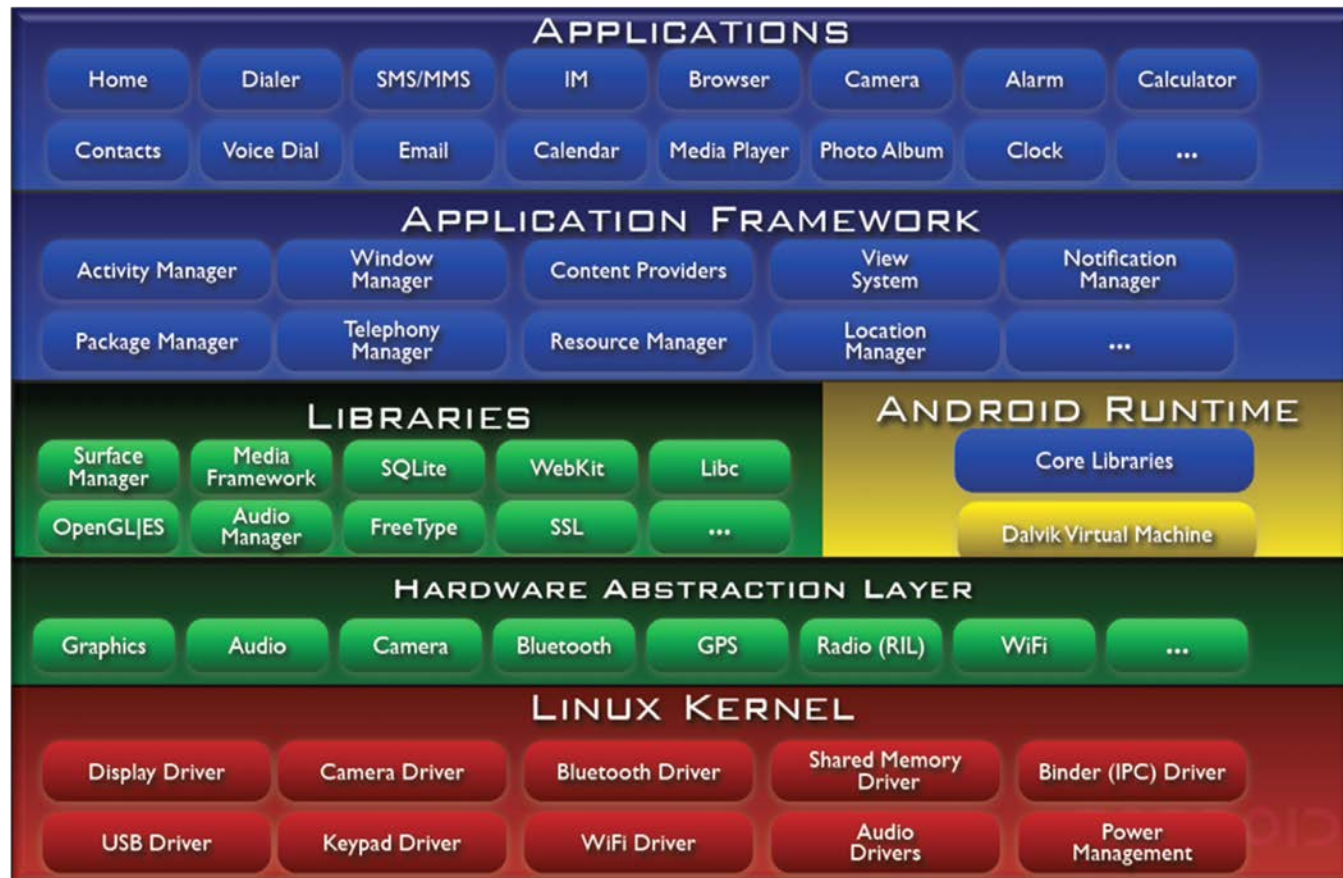 APPLICATIONS
Home Dialer SMS/MMS IM Browser Camera Alarm Calculator
Contacts Voice Dial Email Calendar Media Player Photo Album Clock ...
APPLICATION FRAMEWORK
Activity Manager Window Manager Content Providers View System Notification Manager
Package Manager Telephony Manager Resource Manager Location Manager ...
LIBRARIES
Surface Manager Media Framework SQLite WebKit Libc
OpenGL|ES Audio Manager FreeType SSL ...
ANDROID RUNTIME
Core Libraries
Dalvik Virtual Machine
HARDWARE ABSTRACTION LAYER
Graphics Audio Camera Bluetooth GPS Radio (RIL) WiFi ...
LINUX KERNEL
Display Driver Camera Driver Bluetooth Driver Shared Memory Driver Binder (IPC) Driver
USB Driver Keypad Driver WiFi Driver Audio Drivers Power Management